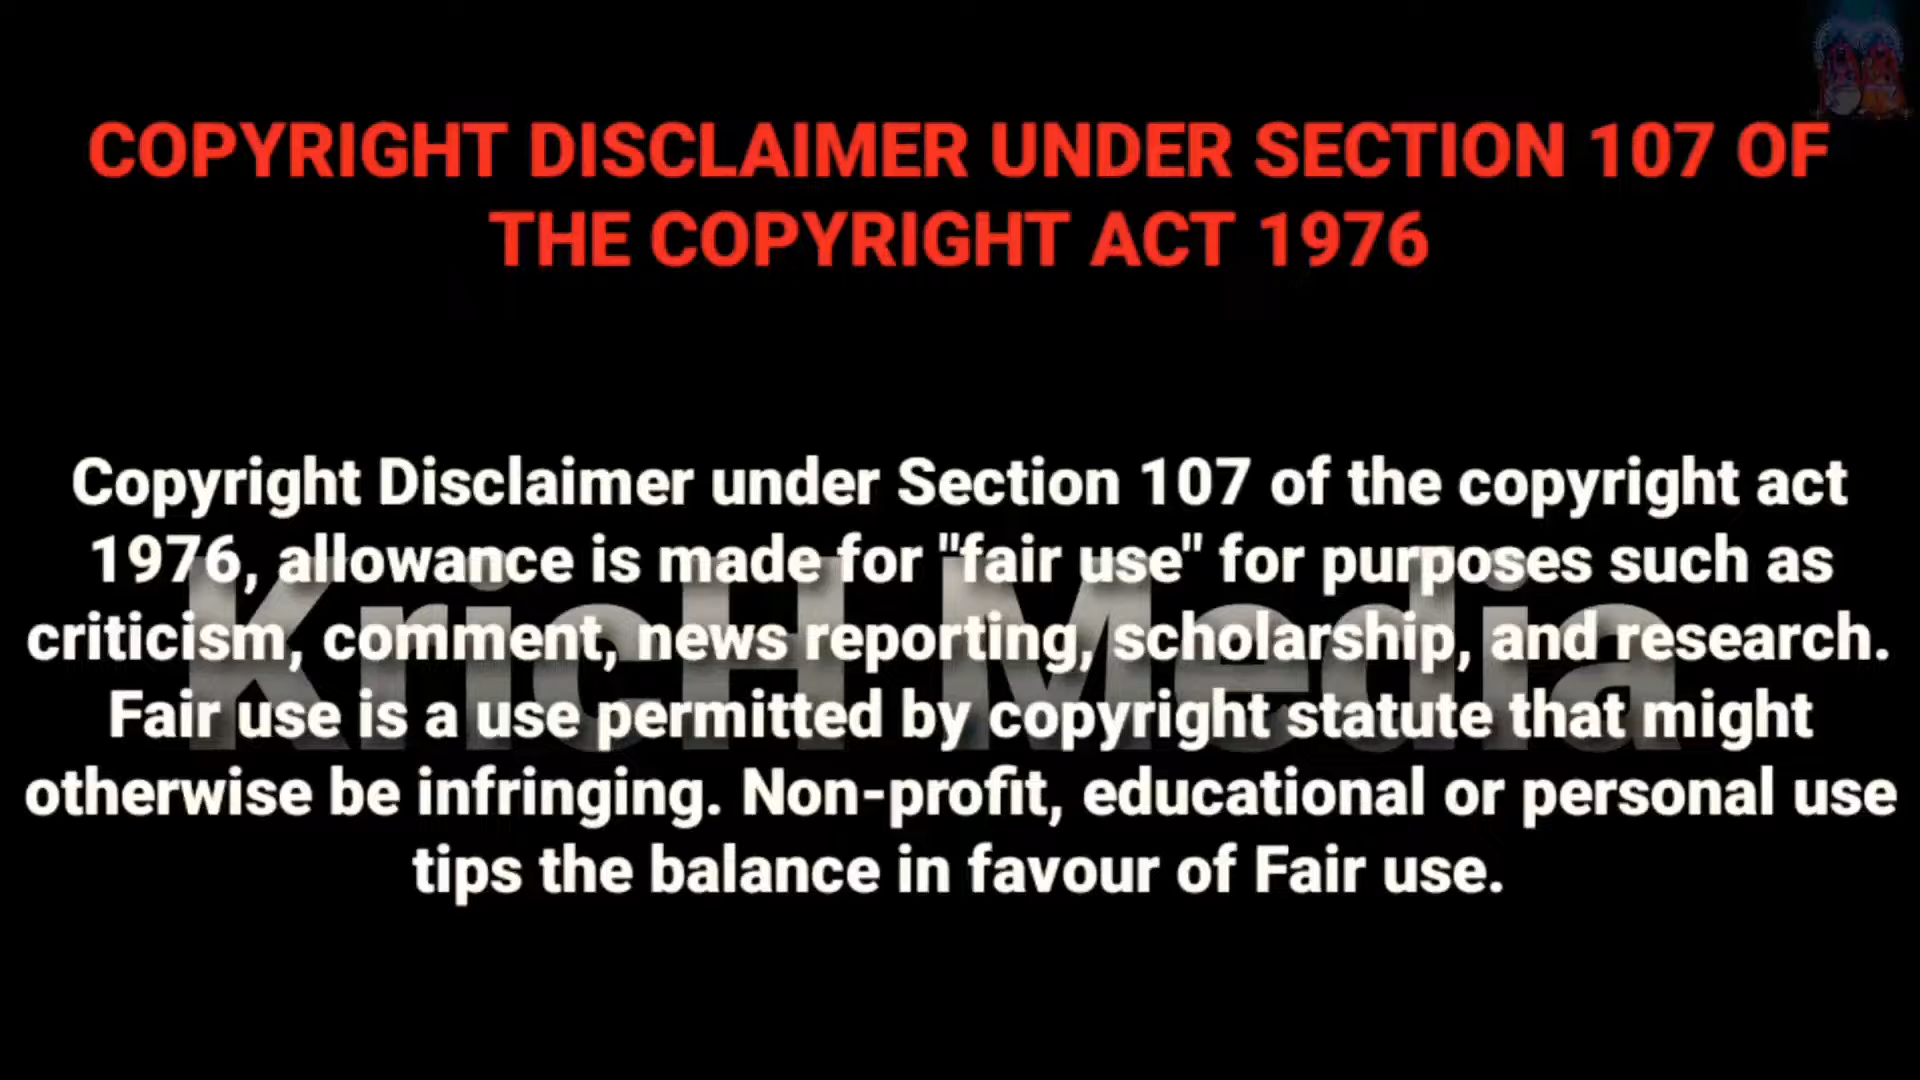 COPYRIGHT DISCLAIMER UNDER SECTION 107 OF
THE COPYRIGHT ACT 1976
Copyright Disclaimer under Section 107 of the copyright act
1976, allowance is made for "fair use" for purposes such as
criticism, comment, news reporting, scholarship, and research.
Fair use is a use permitted by copyright statute that might
otherwise be infringing. Non-profit, educational or personal use
tips the balance in favour of Fair use.
KricH Media